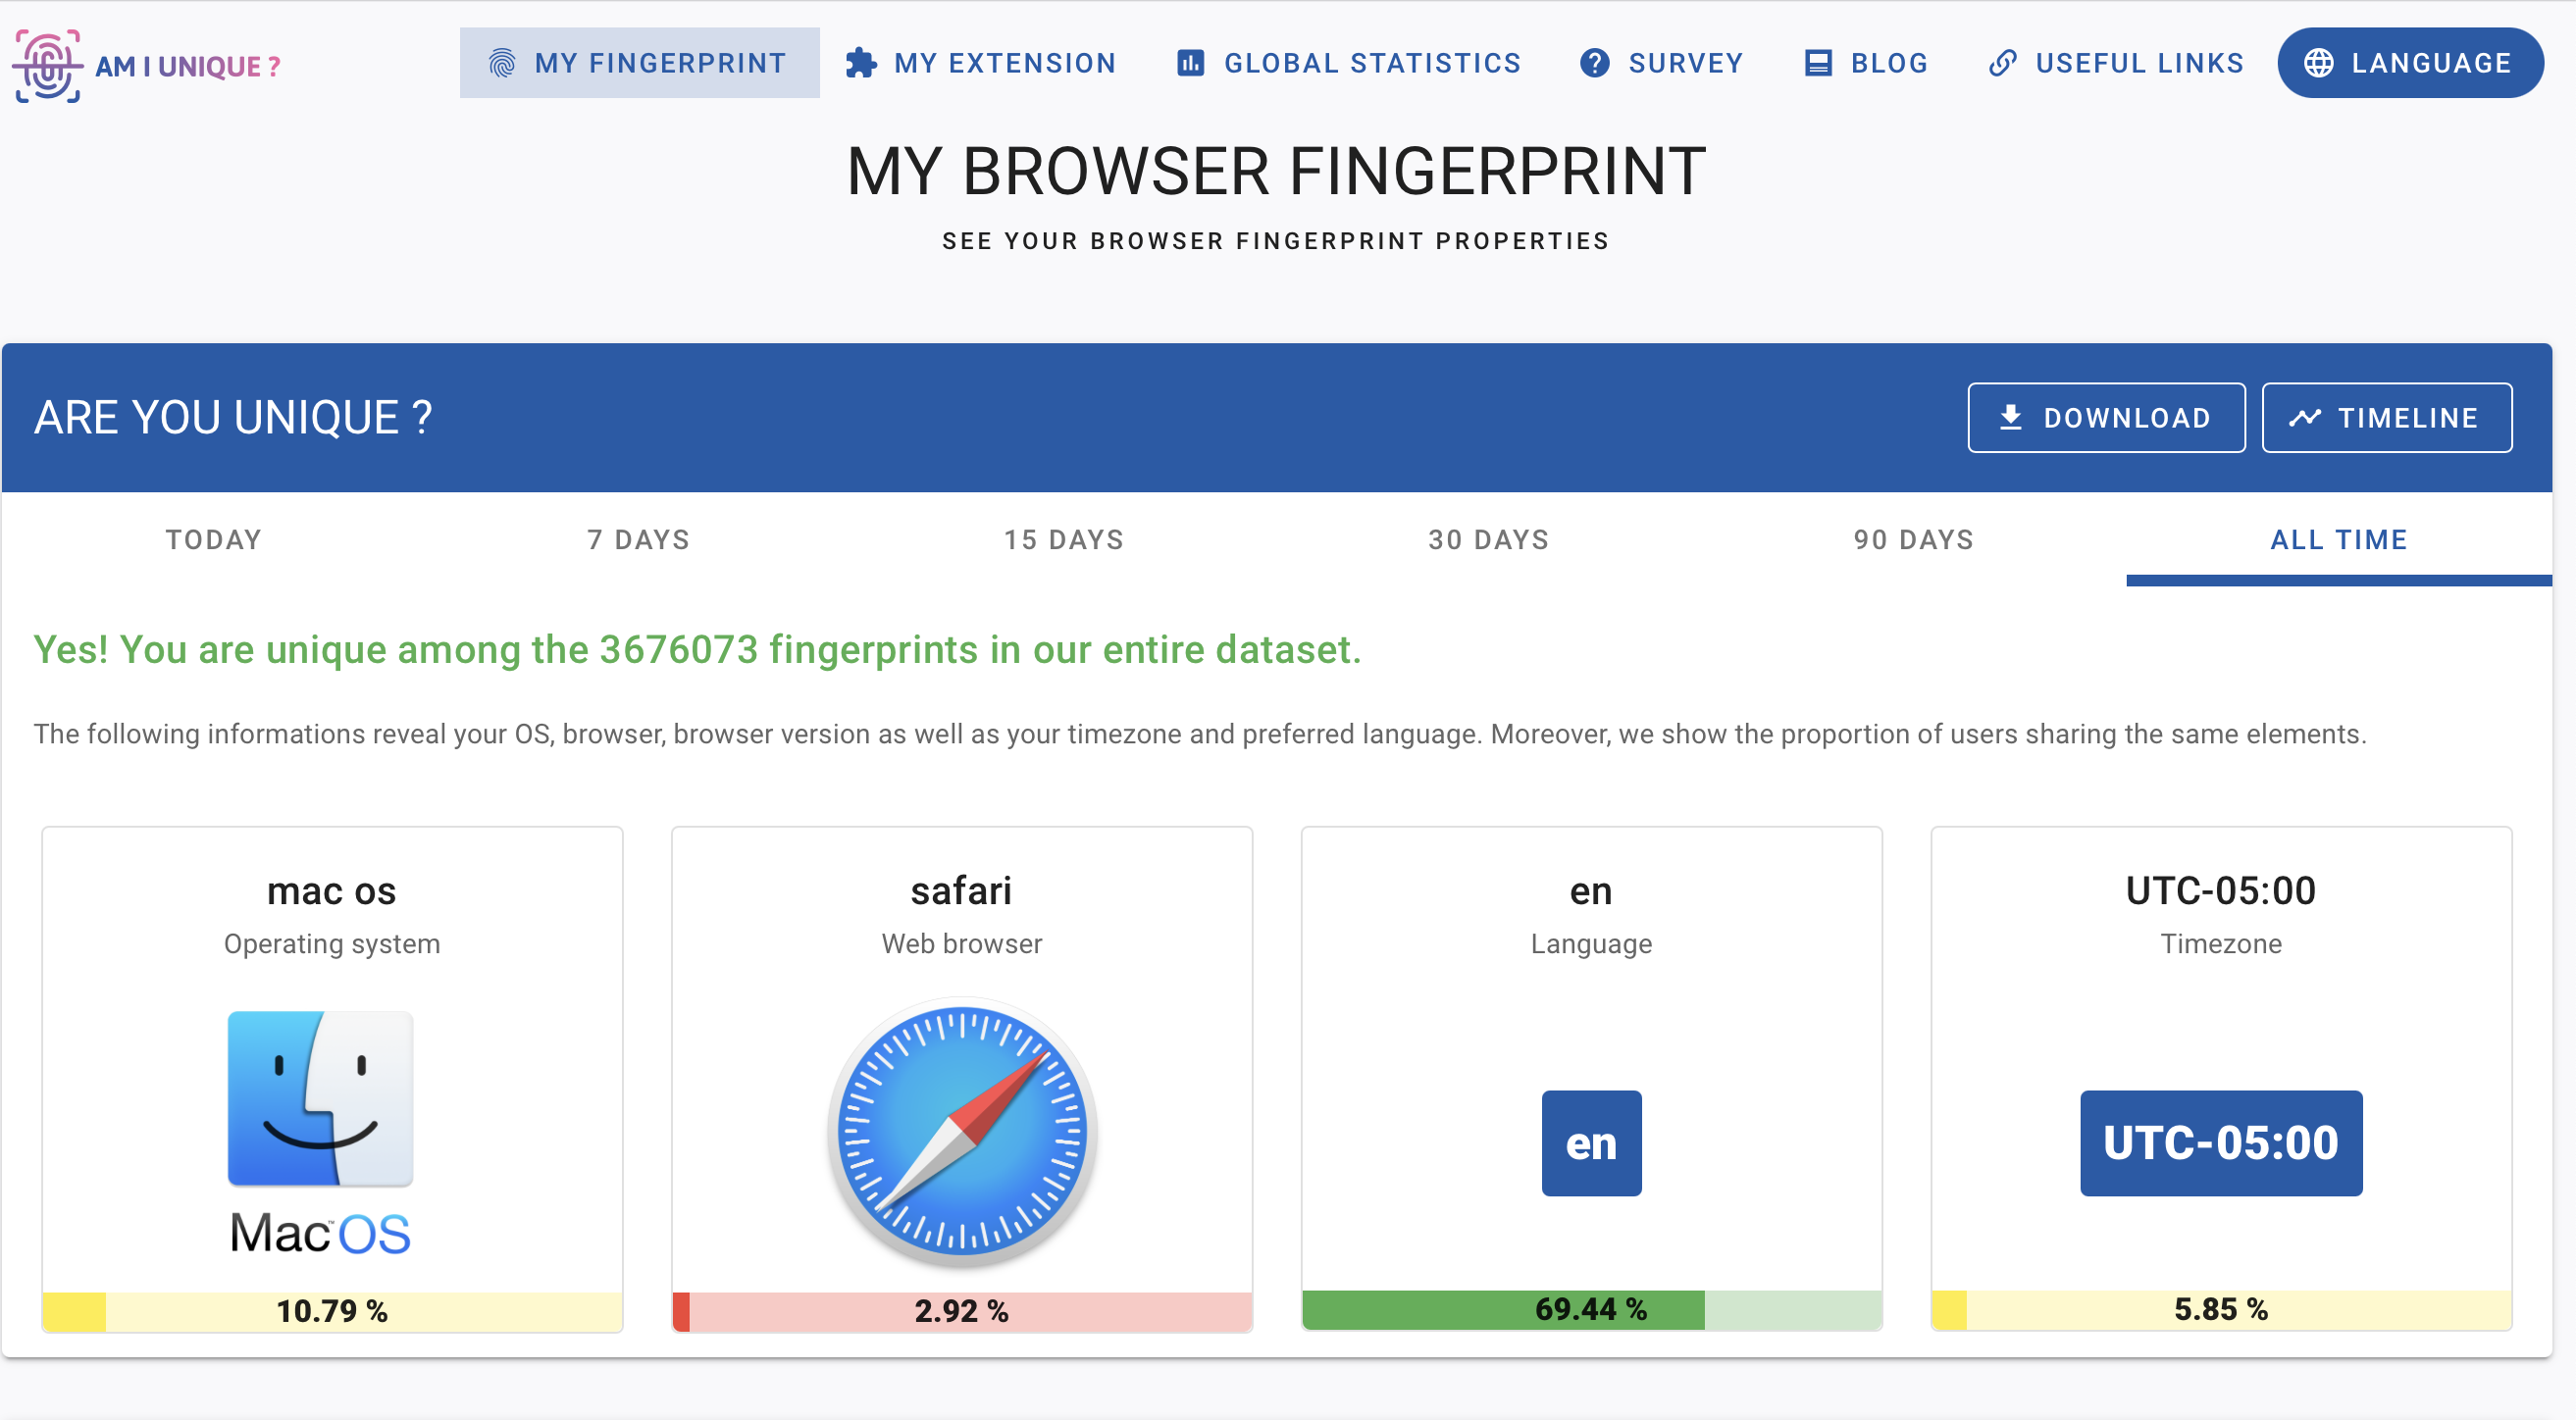 AM I UNIQUE ?
MY FINGERPRINT
MY EXTENSION
GLOBAL STATISTICS
SURVEY
BLOG
USEFUL LINKS
LANGUAGE
MY BROWSER FINGERPRINT
SEE YOUR BROWSER FINGERPRINT PROPERTIES
ARE YOU UNIQUE ?
DOWNLOAD
TIMELINE
TODAY
7 DAYS
15 DAYS
30 DAYS
90 DAYS
ALL TIME
Yes! You are unique among the 3676073 fingerprints in our entire dataset.
The following informations reveal your OS, browser, browser version as well as your timezone and preferred language. Moreover, we show the proportion of users sharing the same elements.
mac os
Operating system
Mac™OS
10.79 %
safari
Web browser
2.92 %
en
Language
en
69.44 %
UTC-05:00
Timezone
UTC-05:00
5.85 %